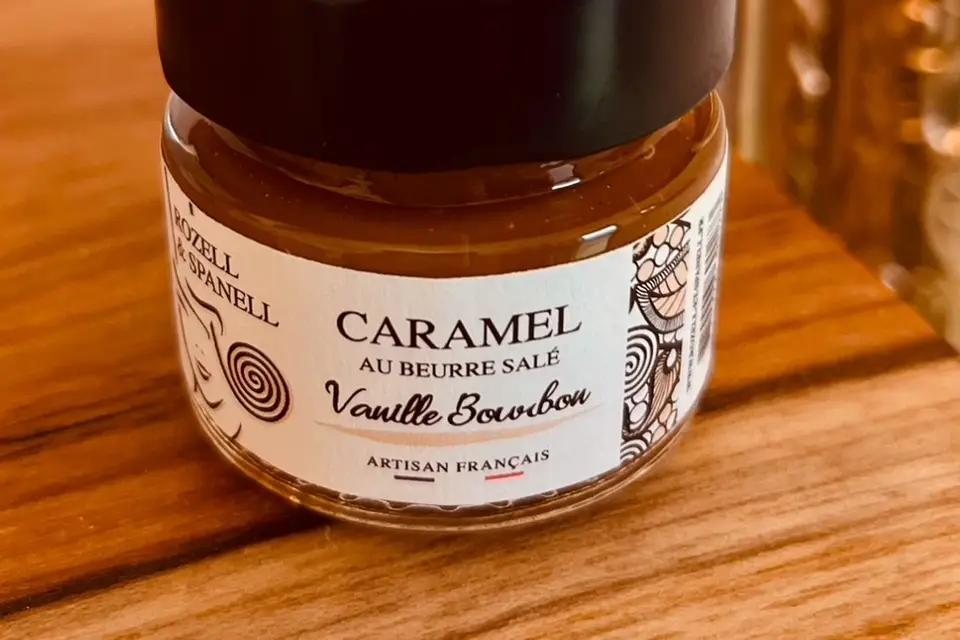 ROZELL
& SPANELL
CARAMEL
AU BEURRE SALÉ
Vanille Bourbon
ARTISAN FRANÇAIS